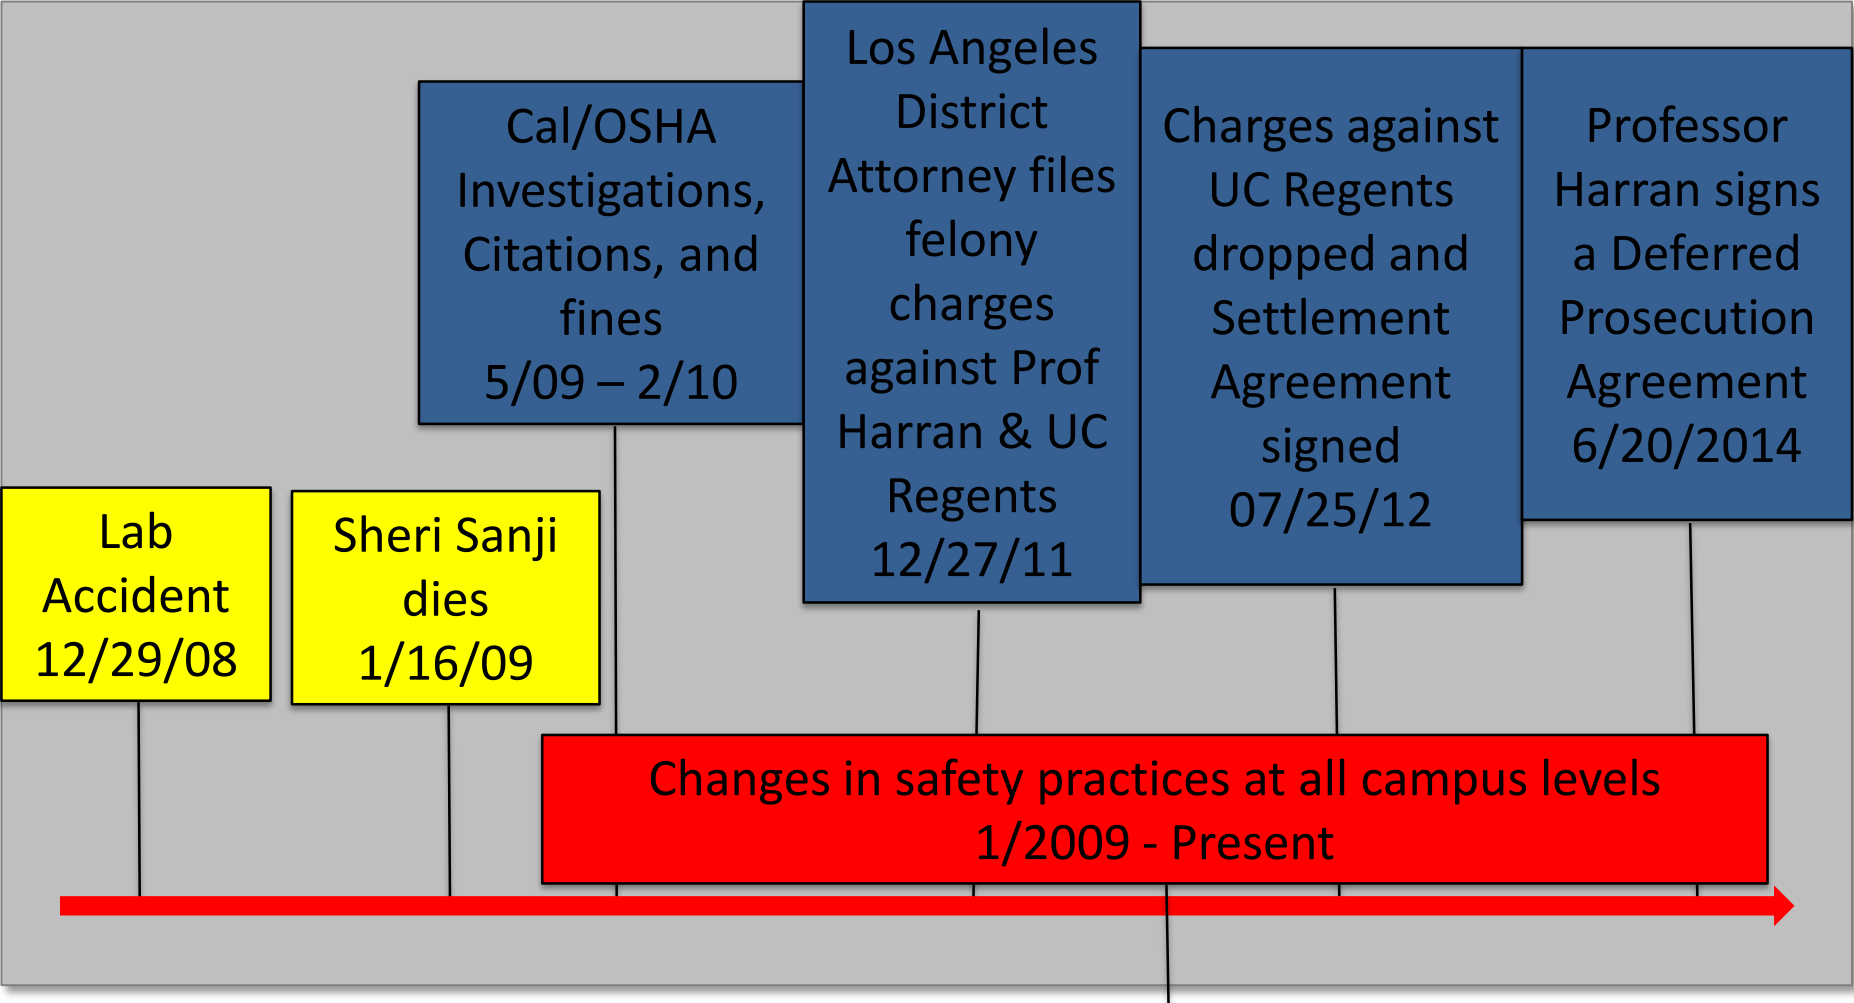 Lab
Accident
12/29/08
Sheri Sanji
dies
1/16/09
Cal/OSHA
Investigations,
Citations, and
fines
5/09 – 2/10
Los Angeles
District
Attorney files
felony
charges
against Prof
Harran & UC
Regents
12/27/11
Charges against
UC Regents
dropped and
Settlement
Agreement
signed
07/25/12
Professor
Harran signs
a Deferred
Prosecution
Agreement
6/20/2014
Changes in safety practices at all campus levels
1/2009 - Present